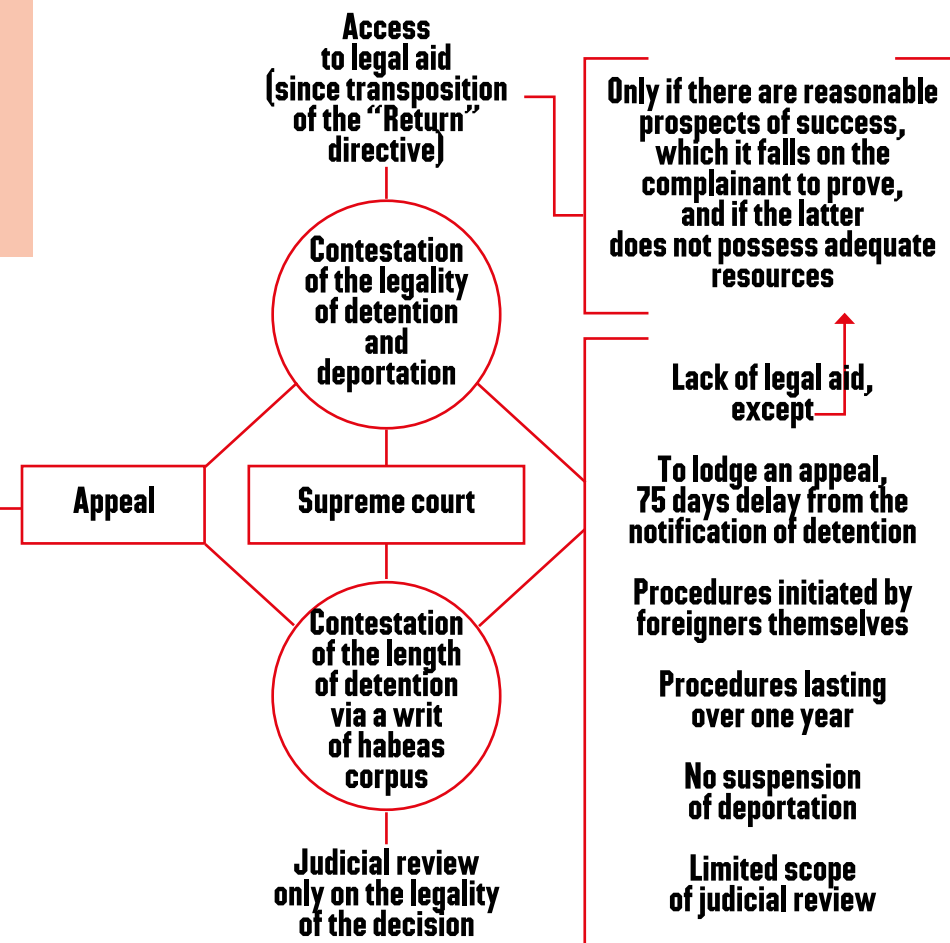 Access
to legal aid
(since transposition
of the “Return”
directive)
Only if there are reasonable
prospects of success,
which it falls on the
complainant to prove,
and if the latter
does not possess adequate
resources
Contestation
of the legality
of detention
and
deportation
Lack of legal aid,
except
Appeal
Supreme court
To lodge an appeal,
75 days delay from the
notification of detention
Procedures initiated by
foreigners themselves
Contestation
of the length
of detention
via a writ
of habeas
corpus
Procedures lasting
over one year
No suspension
of deportation
Judicial review
only on the legality
of the decision
Limited scope
of judicial review